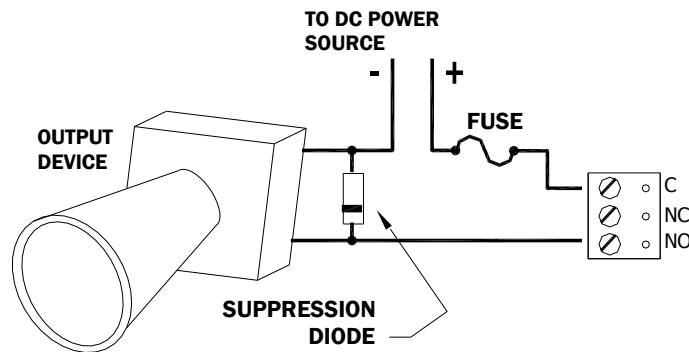 TO DC POWER
SOURCE
-
+
FUSE
OUTPUT
DEVICE
C
NC
NO
SUPPRESSION
DIODE